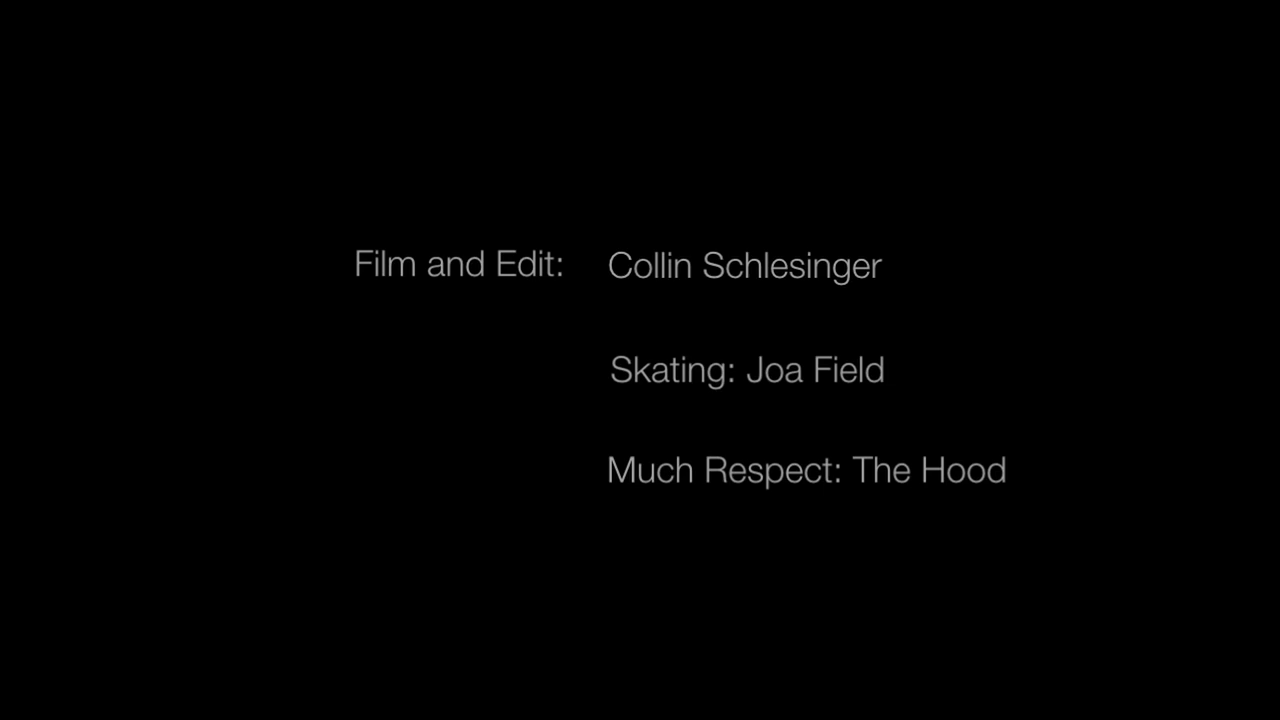 Film and Edit: Collin Schlesinger
Skating: Joa Field
Much Respect: The Hood